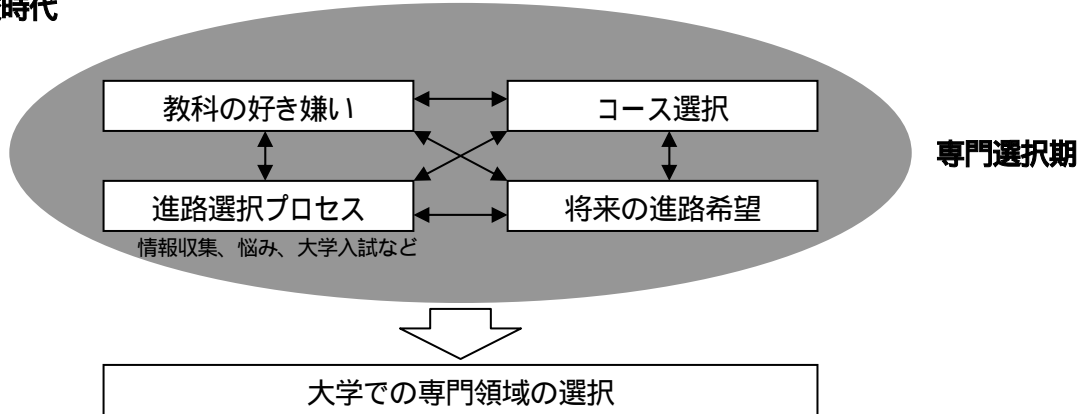 時代
教科の好き嫌い
コース選択
専門選択期
進路選択プロセス
将来の進路希望
情報収集、悩み、大学入試など
大学での専門領域の選択